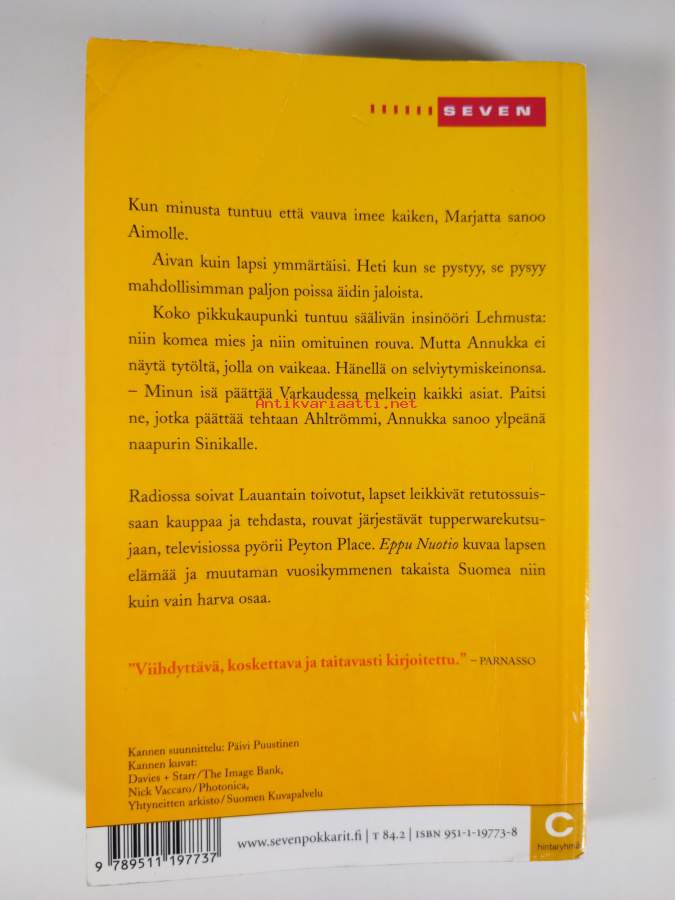 SEVEN
Kun minusta tuntuu että vauva imee kaiken, Marjatta sanoo
Aimolle.
Aivan kuin lapsi ymmärtäisi. Heti kun se pystyy, se pysyy
mahdollisimman paljon poissa äidin jaloista.
Koko pikkukaupunki tuntuu säälivän insinööri Lehmusta:
niin komea mies ja niin omituinen rouva. Mutta Annukka ei
näytä tytöltä, jolla on vaikeaa. Hänellä on selviytymiskeinonsa.
– Minun isä päättää Varkaudessa melkein kaikki asiat. Paitsi
Antikvariaatti.net
ne, jotka päättää tehtaan Ahltrömmi, Annukka sanoo ylpeänä
naapurin Sinikalle.
Radiossa soivat Lauantain toivotut, lapset leikkivät retutossuis-
saan kauppaa ja tehdasta, rouvat järjestävät tupperwarekutsu-
jaan, televisiossa pyörii Peyton Place. Eppu Nuotio kuvaa lapsen
elämää ja muutaman vuosikymmenen takaista Suomea niin
kuin vain harva osaa.
"Viihdyttävä, koskettava ja taitavasti kirjoitettu." – PARNASSO
Kannen suunnittelu: Päivi Puustinen
Kannen kuvat:
Davies + Starr/The Image Bank,
Nick Vaccaro/Photonica,
Yhtyneitten arkisto/Suomen Kuvapalvelu
www.sevenpokkarit.fi | T 84.2 | ISBN 951-1-19773-8
C
hintaryhmä
9 789511 197737